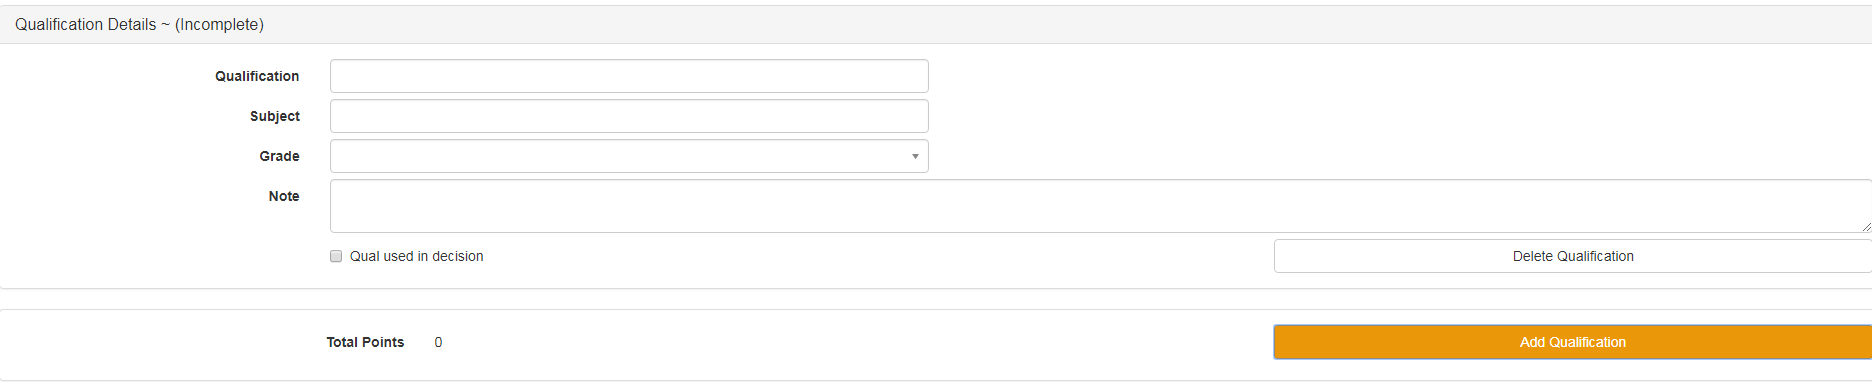 Qualification Details ~ (Incomplete)
Qualification
Subject
Grade
Note
Qual used in decision
Delete Qualification
Total Points 0
Add Qualification